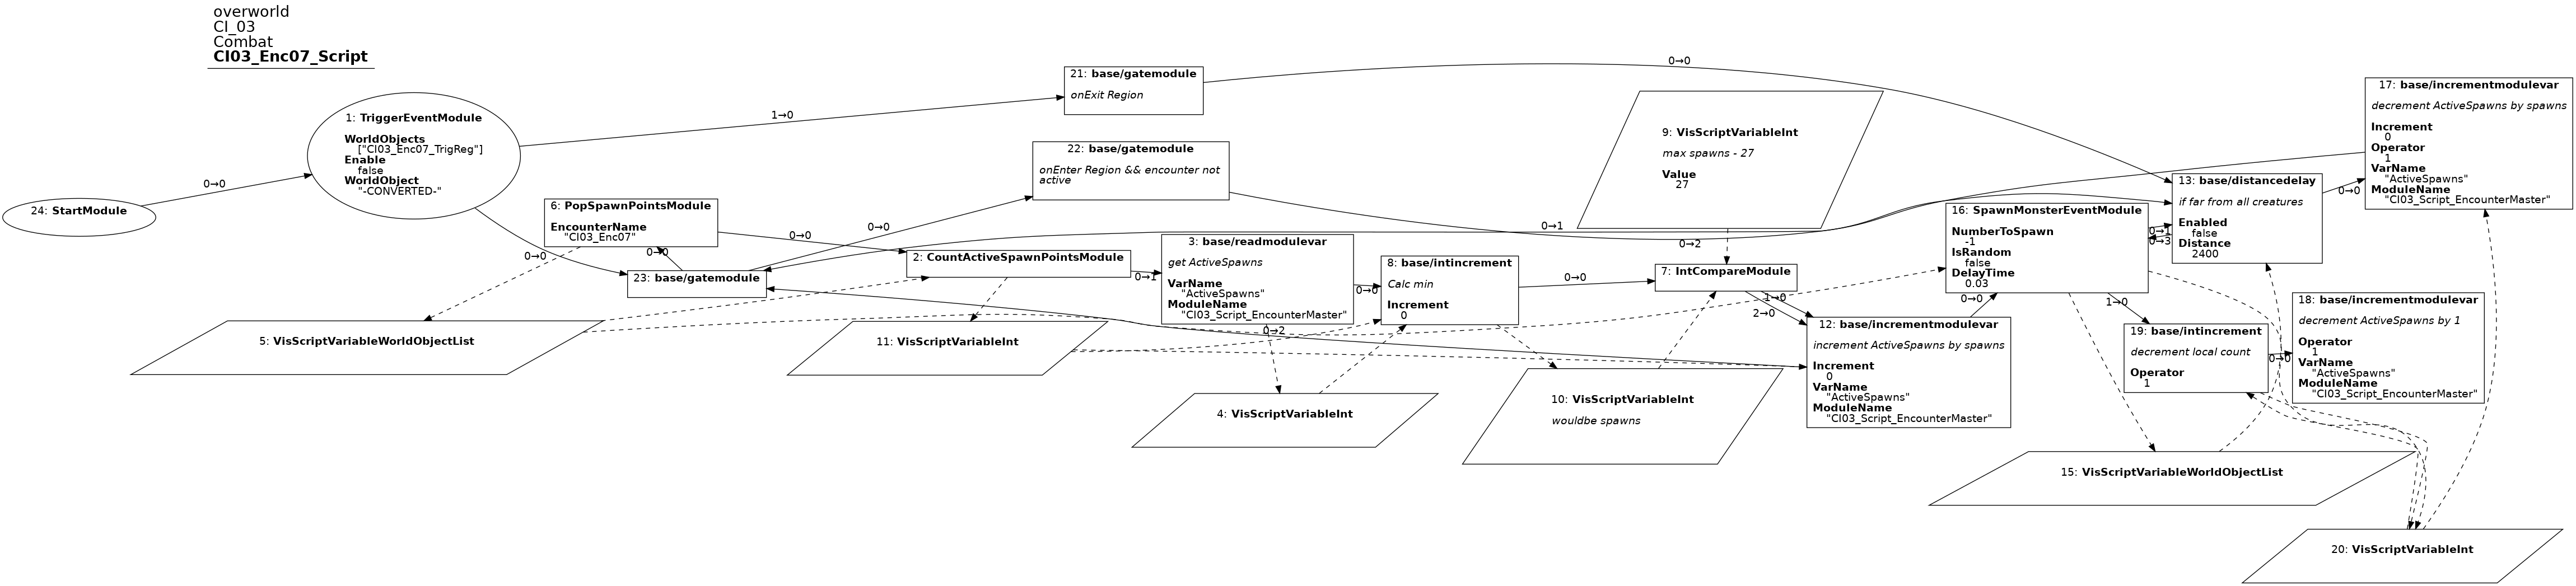 overworld
CI_03
Combat
CI03_Enc07_Script
24: StartModule
0→0
1: TriggerEventModule
WorldObjects
["CI03_Enc07_TrigReg"]
Enable
false
WorldObject
"-CONVERTED-"
1→0
0→0
6: PopSpawnPointsModule
EncounterName
"CI03_Enc07"
0→0
0→0
23: base/gatemodule
5: VisScriptVariableWorldObjectList
21: base/gatemodule
onExit Region
0→0
22: base/gatemodule
onEnter Region && encounter not
active
0→0
0→1
0→2
2: CountActiveSpawnPointsModule
0→1
11: VisScriptVariableInt
3: base/readmodulevar
get ActiveSpawns
VarName
"ActiveSpawns"
ModuleName
"CI03_Script_EncounterMaster"
0→0
0→2
4: VisScriptVariableInt
8: base/intincrement
Calc min
Increment
0
0→0
10: VisScriptVariableInt
wouldbe spawns
9: VisScriptVariableInt
max spawns - 27
Value
27
7: IntCompareModule
1→0
2→0
12: base/incrementmodulevar
increment ActiveSpawns by spawns
Increment
0
VarName
"ActiveSpawns"
ModuleName
"CI03_Script_EncounterMaster"
0→0
16: SpawnMonsterEventModule
NumberToSpawn
-1
IsRandom
false
DelayTime
0.03
0→1
0→3
1→0
13: base/distancedelay
if far from all creatures
Enabled
false
Distance
2400
0→0
17: base/incrementmodulevar
decrement ActiveSpawns by spawns
Increment
0
Operator
1
VarName
"ActiveSpawns"
ModuleName
"CI03_Script_EncounterMaster"
19: base/intincrement
decrement local count
Operator
1
0→0
18: base/incrementmodulevar
decrement ActiveSpawns by 1
Operator
1
VarName
"ActiveSpawns"
ModuleName
"CI03_Script_EncounterMaster"
15: VisScriptVariableWorldObjectList
20: VisScriptVariableInt